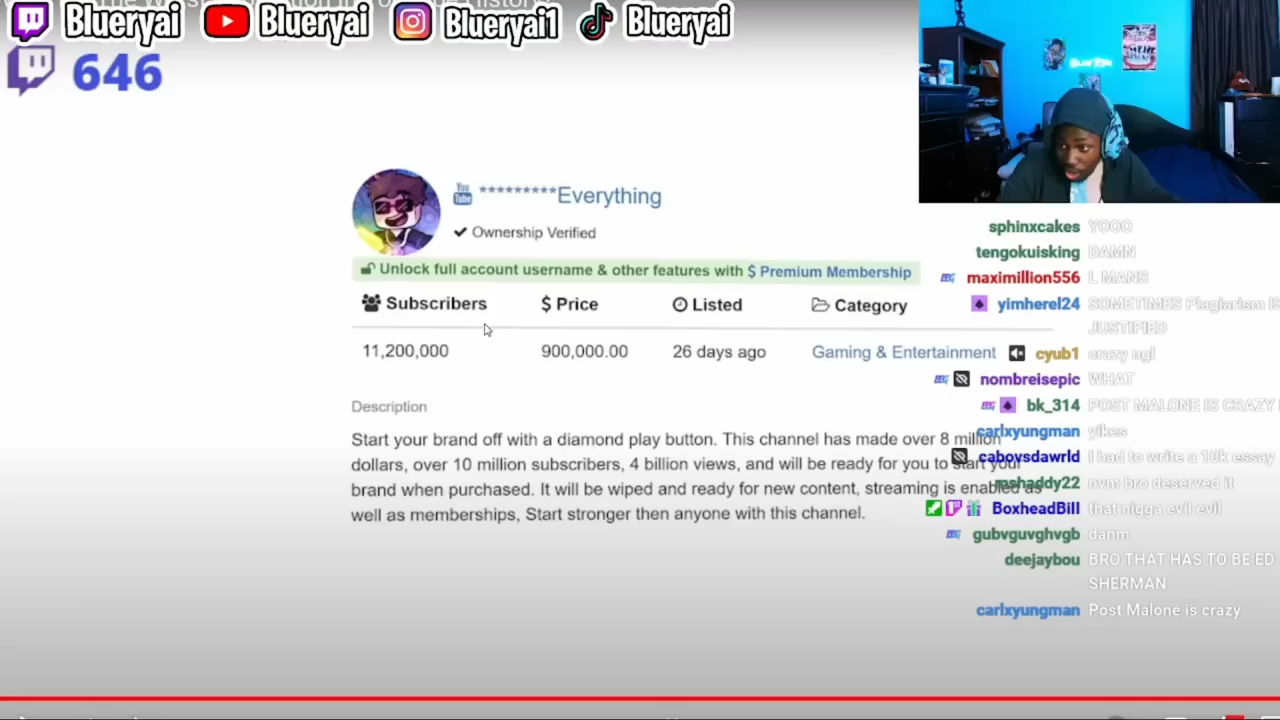 Blueryai Blueryai Blueryai1 Blueryai
646
*********Everything
Ownership Verified
Unlock full account username & other features with $ Premium Membership
Subscribers $ Price Listed Category
11,200,000 900,000.00 26 days ago Gaming & Entertainment
Description
Start your brand off with a diamond play button. This channel has made over 8 million
dollars, over 10 million subscribers, 4 billion views, and will be ready for you to start your
brand when purchased. It will be wiped and ready for new content, streaming is enabled as
well as memberships, Start stronger then anyone with this channel.
sphinxcakes YOOO
tengokuisking DAMN
maximillion556 L MANS
yimherel24 SOMETIMES Plagiarism IS
JUSTIFIED
cyub1 crazy ngl
nombreisepic WHAT
bk_314 POST MALONE IS CRAZY
carlxyungman yikes
cabovsdawrld I had to write a 10k essay
mshaddy22 nvm bro deserved it
BoxheadBill that nigga evil evil
gubvguvghvgb danm
deejaybou BRO THAT HAS TO BE ED
SHERMAN
carlxyungman Post Malone is crazy